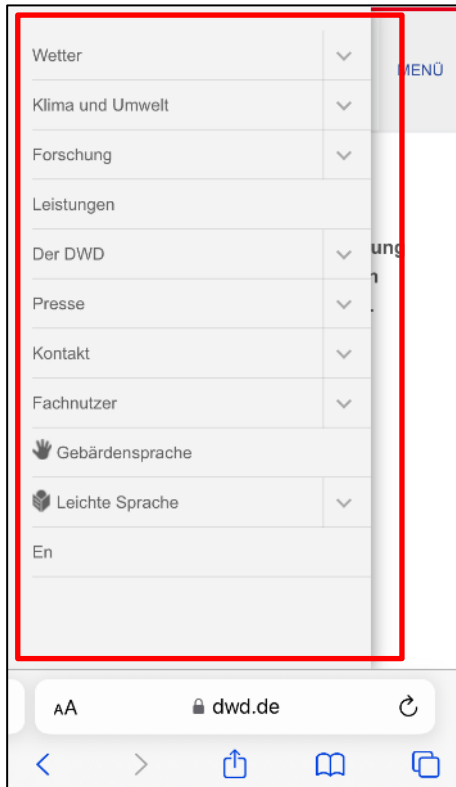 Wetter
MENÜ
Klima und Umwelt
Forschung
Leistungen
Der DWD
ung
n
.
Presse
Kontakt
Fachnutzer
Gebärdensprache
Leichte Sprache
En
AA
dwd.de